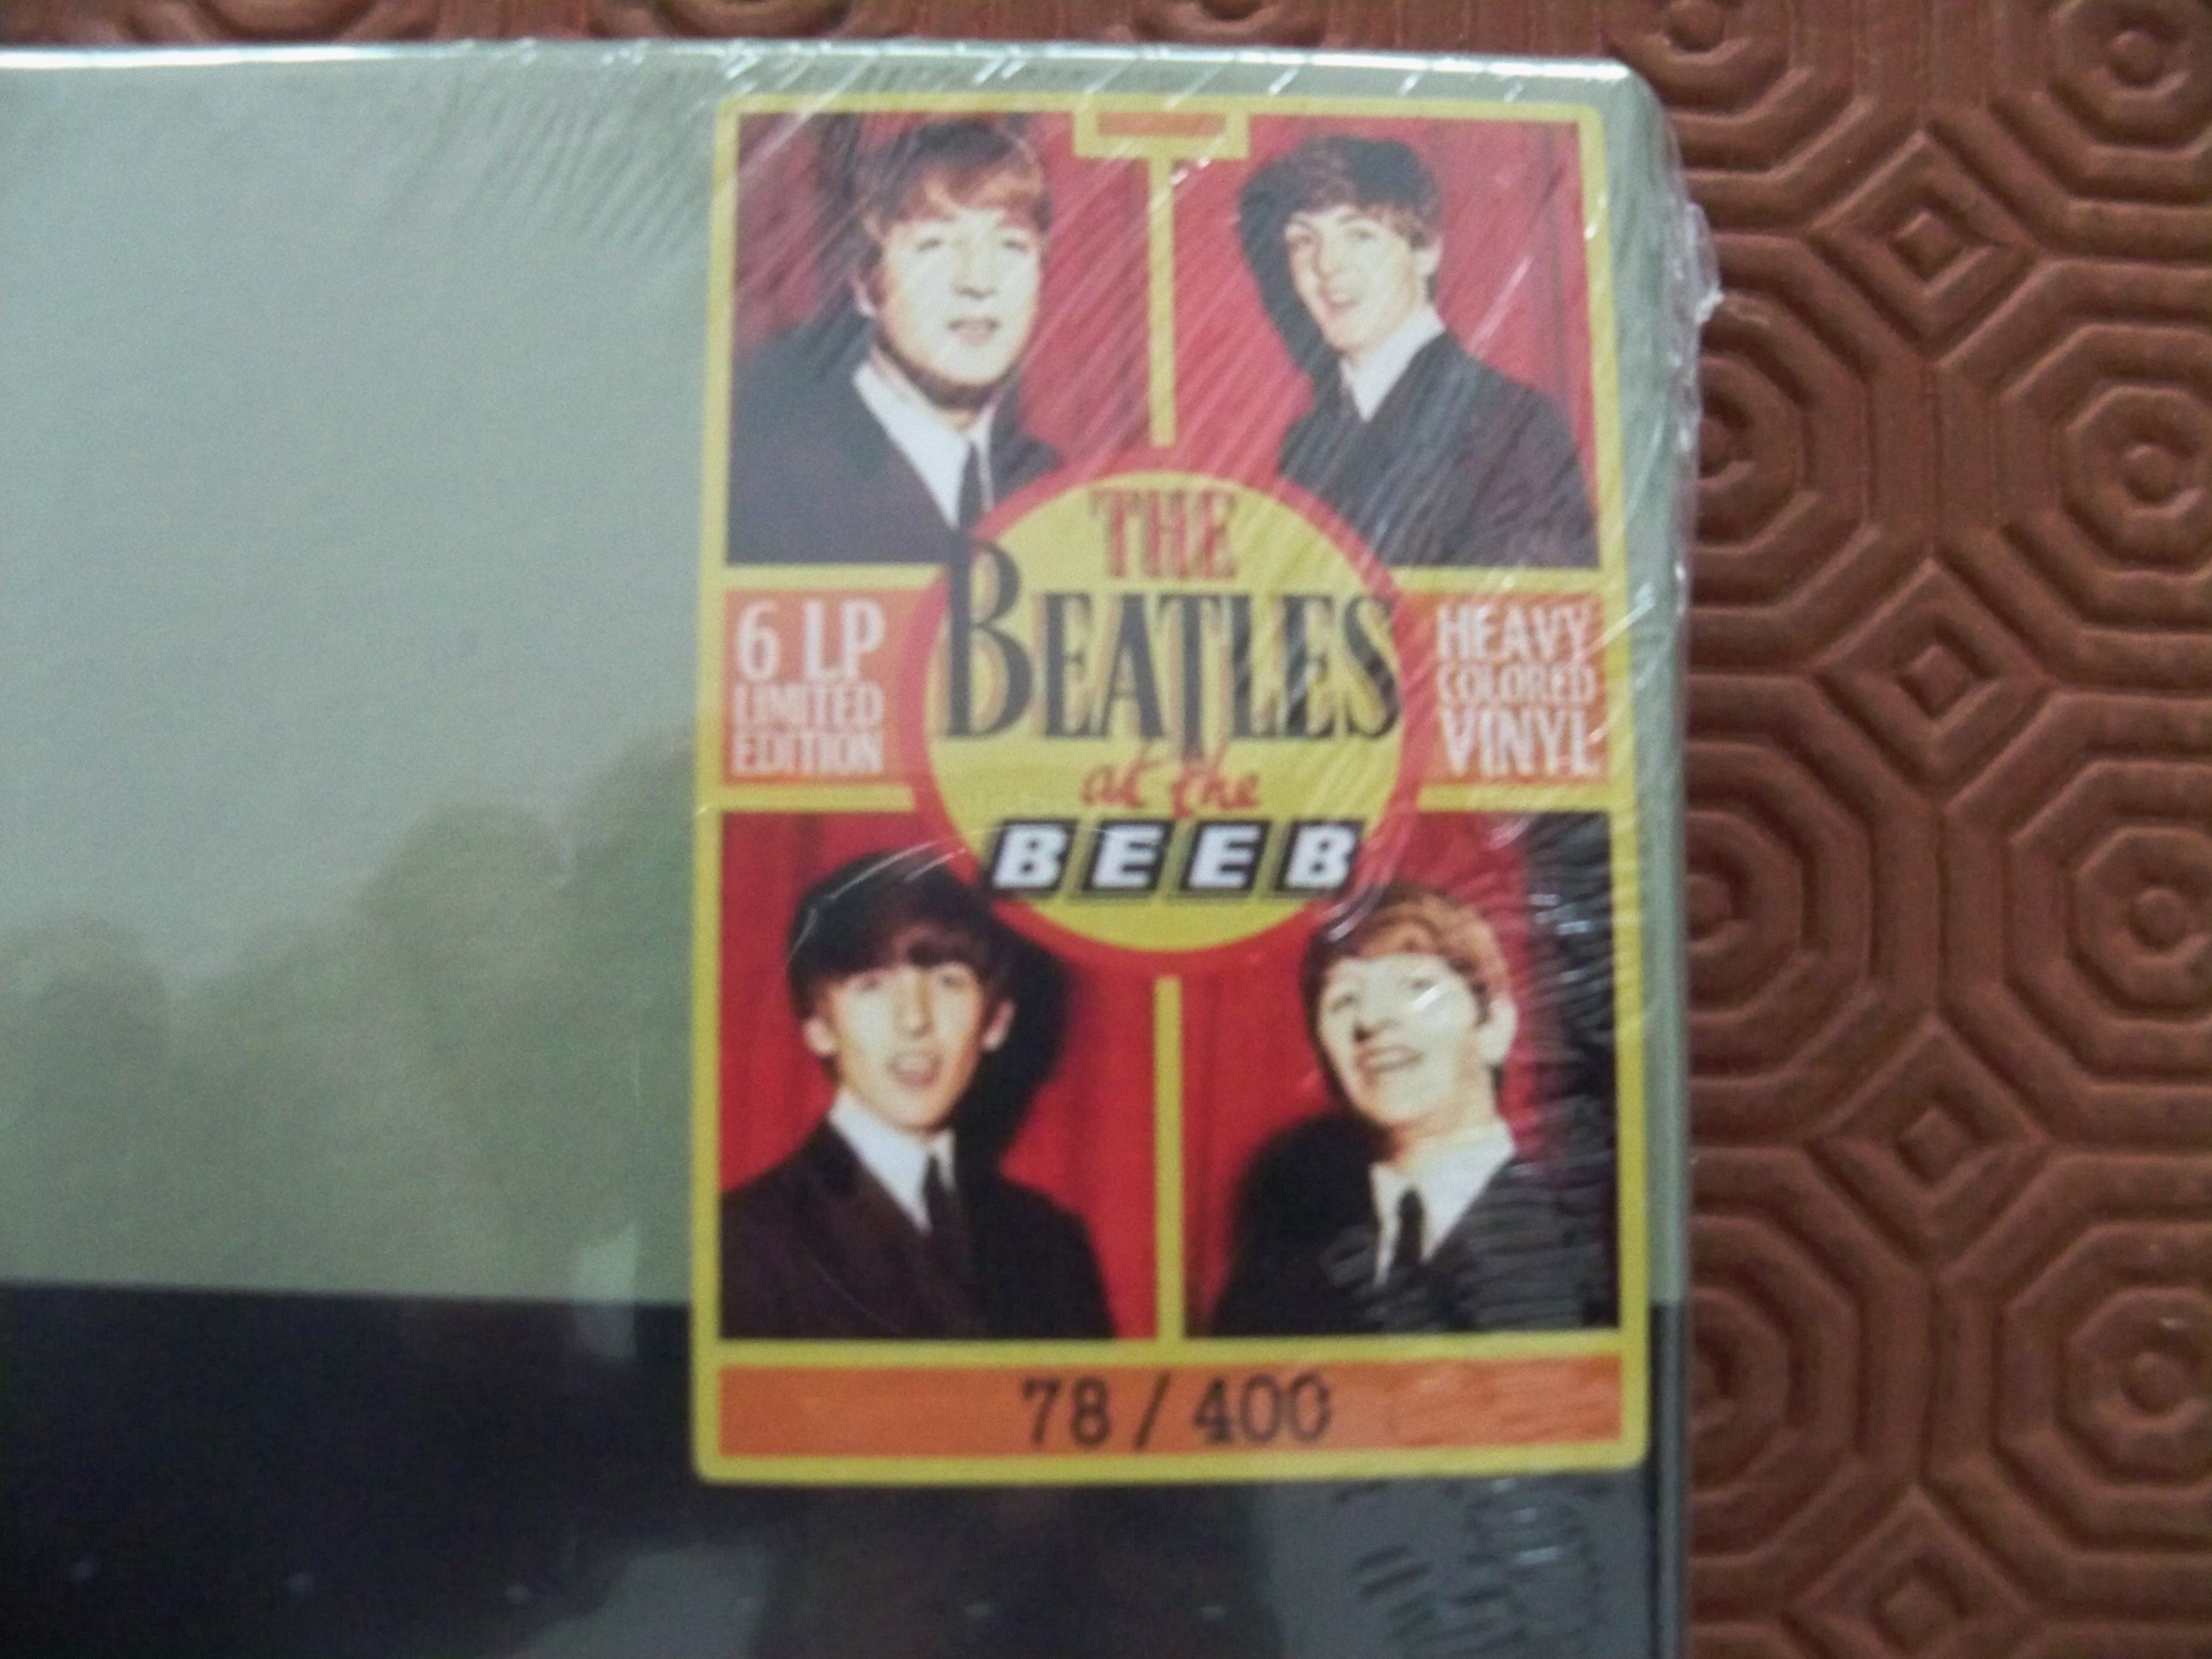 THE
BEATLES
at the
BEEB
6 LP
LIMITED
EDITION
HEAVY
COLORED
VINYL
78 / 400